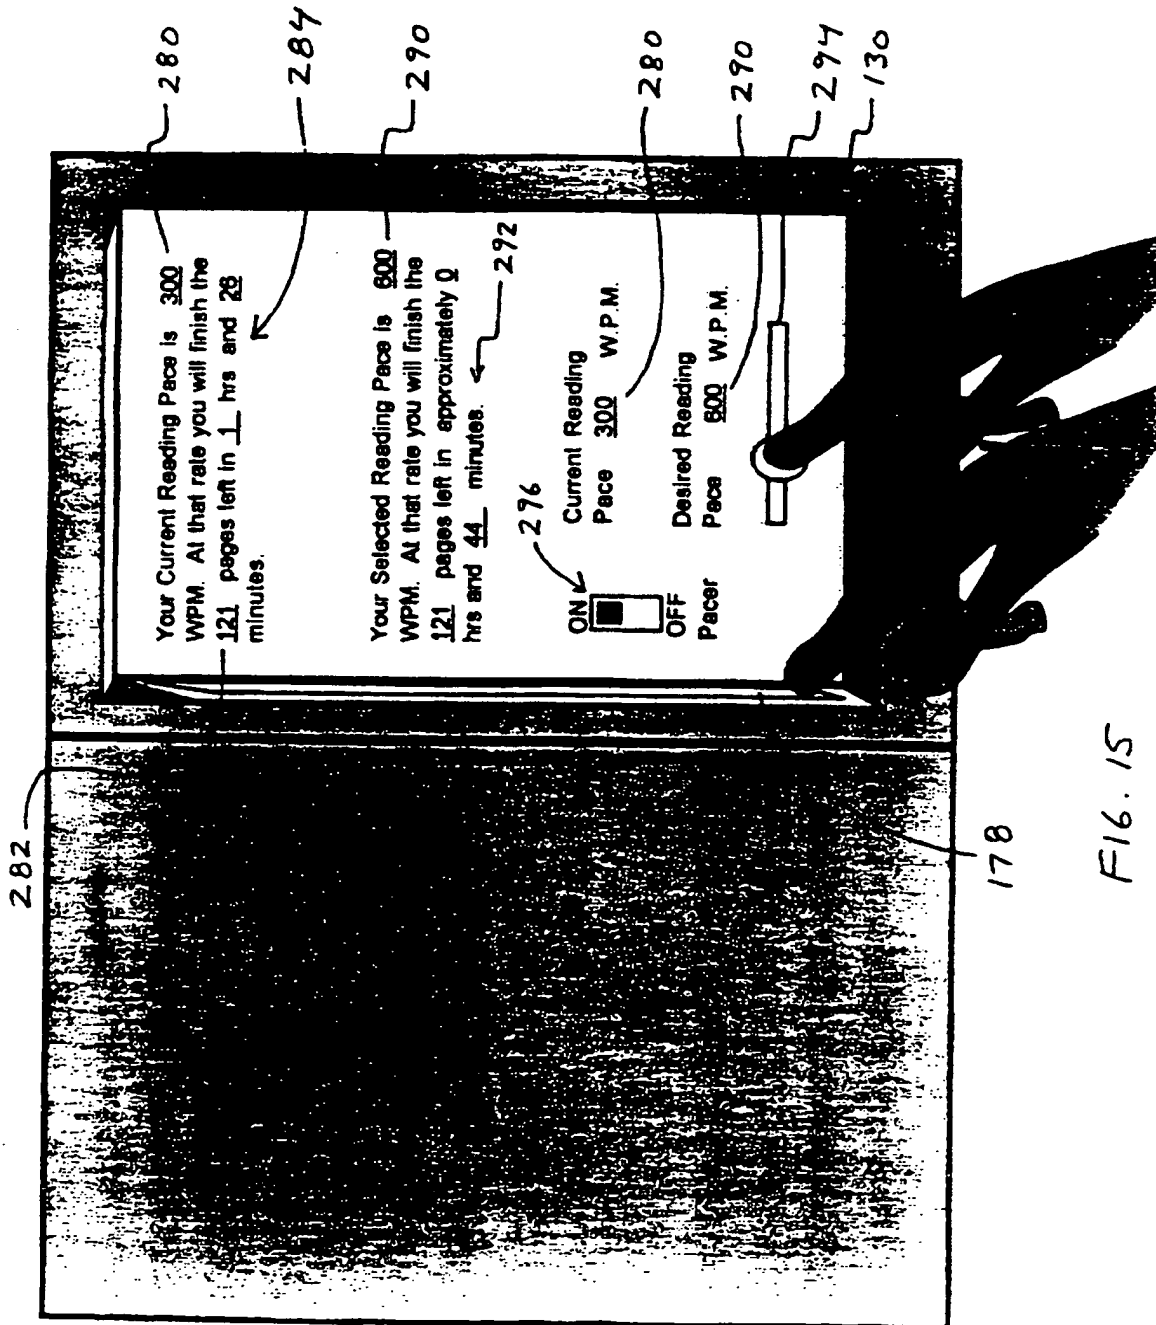 282
280
284
290
Your Current Reading Pace is 300
WPM. At that rate you will finish the
121 pages left in 1 hrs and 26
minutes.
Your Selected Reading Pace is 600
WPM. At that rate you will finish the
121 pages left in approximately 0
hrs and 44 minutes.
292
296
ON
OFF
Pacer
Current Reading
Pace 300 W.P.M.
280
Desired Reading
Pace 600 W.P.M.
290
294
130
178
FIG. 15